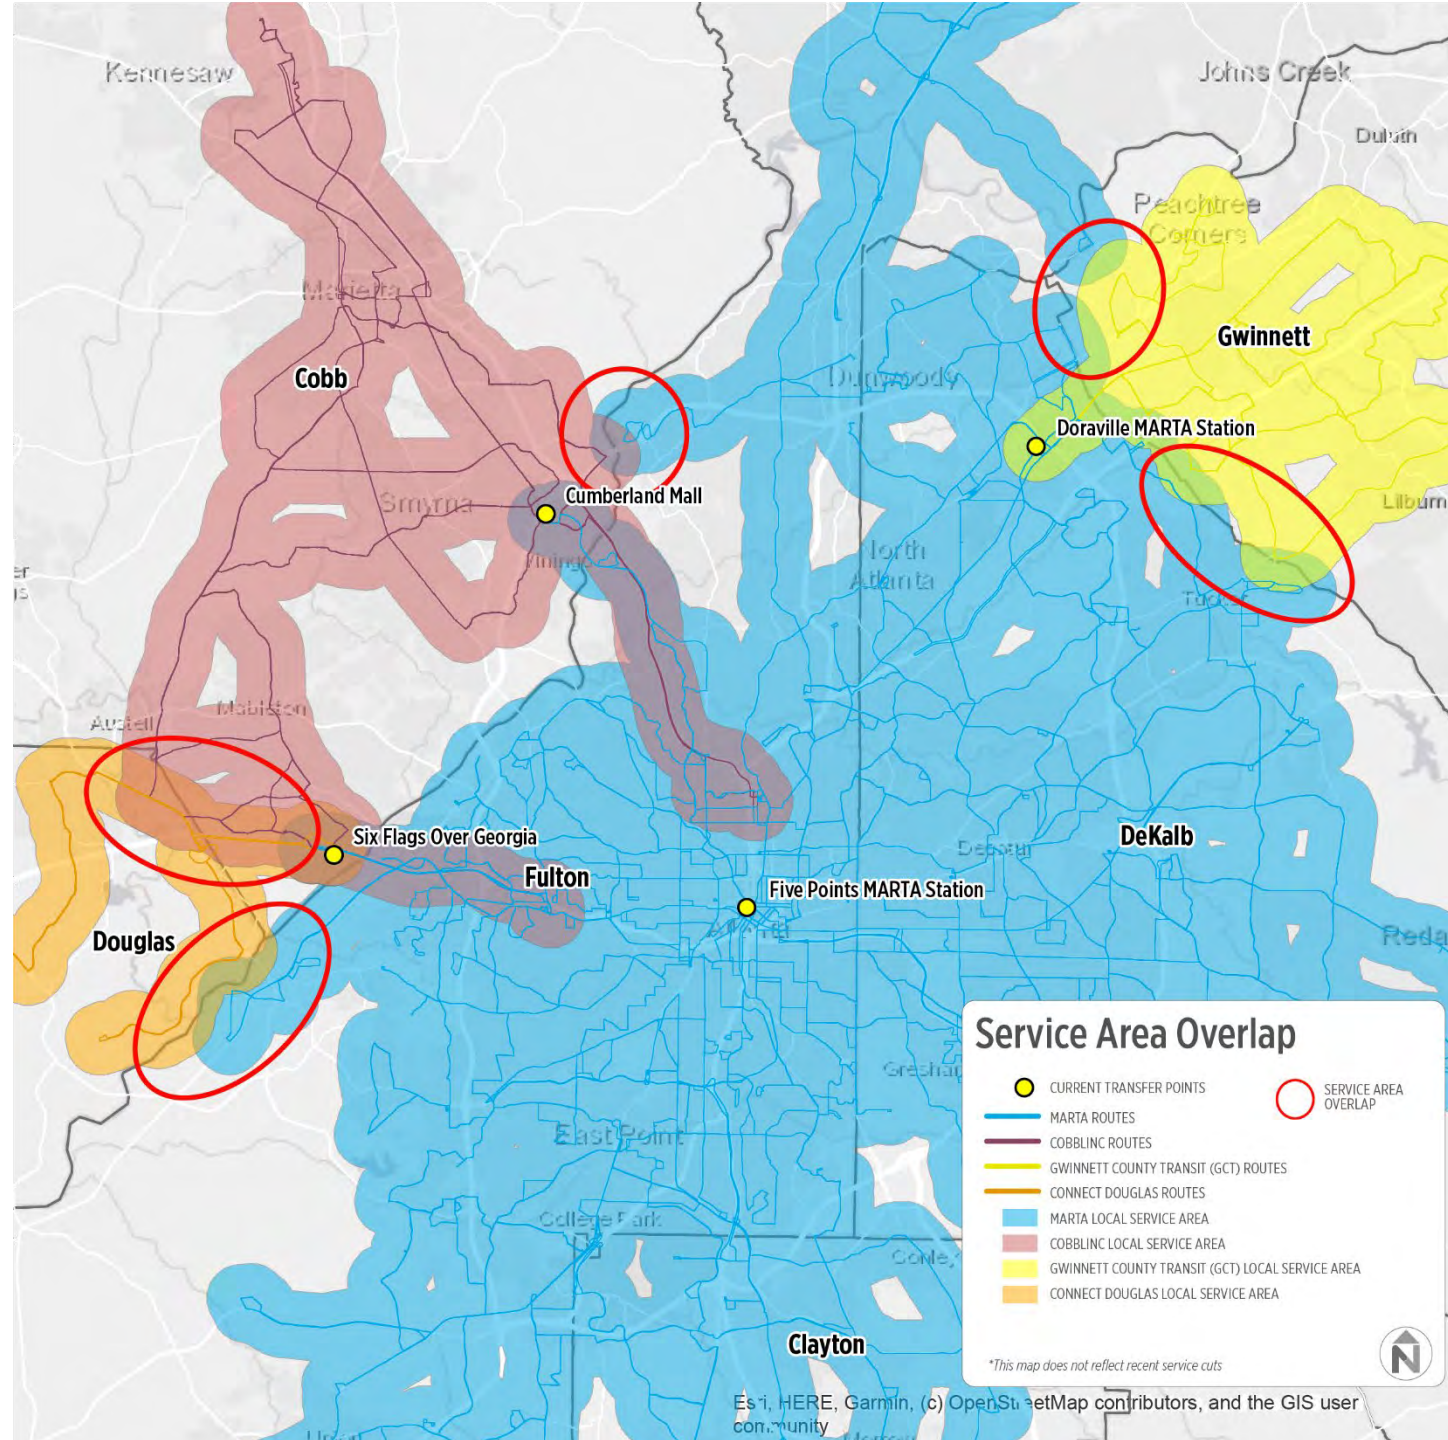 Kennesaw
Johns Creek
Duluth
Peachtree
Corners
Marietta
Gwinnett
Cobb
Dunwoody
Doraville MARTA Station
Cumberland Mall
Smyrna
Lilburn
North
Atlanta
Tucker
Mableton
Austell
Six Flags Over Georgia
DeKalb
Decatur
Fulton
Five Points MARTA Station
Douglas
East Point
College Park
Clayton
Service Area Overlap
CURRENT TRANSFER POINTS
SERVICE AREA
OVERLAP
MARTA ROUTES
COBBLINC ROUTES
GWINNETT COUNTY TRANSIT (GCT) ROUTES
CONNECT DOUGLAS ROUTES
MARTA LOCAL SERVICE AREA
COBBLINC LOCAL SERVICE AREA
GWINNETT COUNTY TRANSIT (GCT) LOCAL SERVICE AREA
CONNECT DOUGLAS LOCAL SERVICE AREA
*This map does not reflect recent service cuts
N
Esri, HERE, Garmin, (c) OpenStreetMap contributors, and the GIS user
community